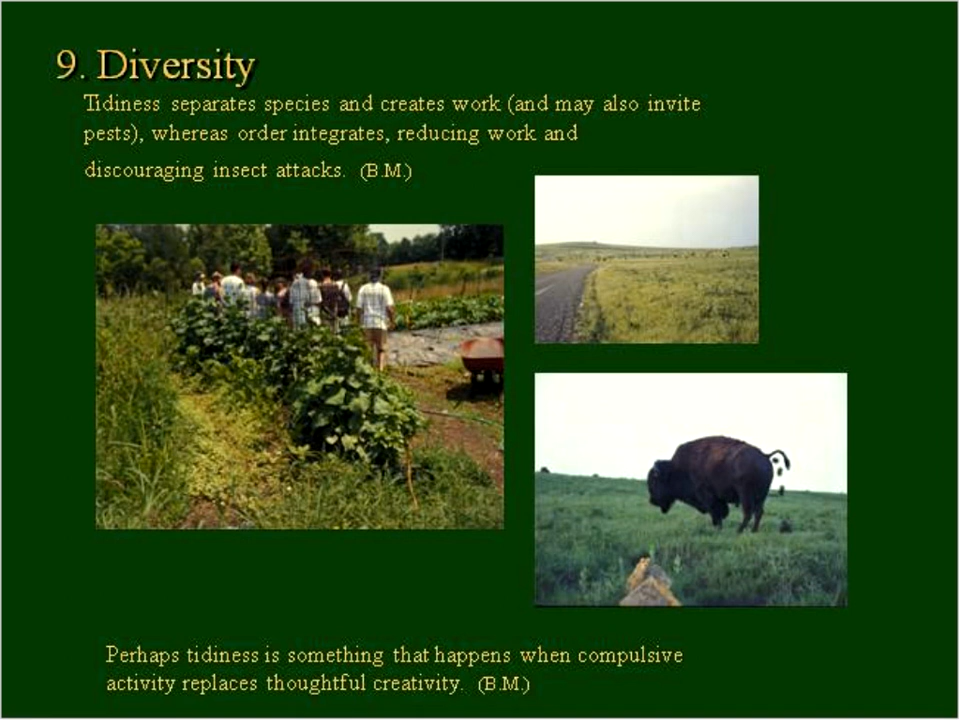 9. Diversity
Tidiness separates species and creates work (and may also invite
pests), whereas order integrates, reducing work and
discouraging insect attacks. (B.M.)
Perhaps tidiness is something that happens when compulsive
activity replaces thoughtful creativity. (B.M.)